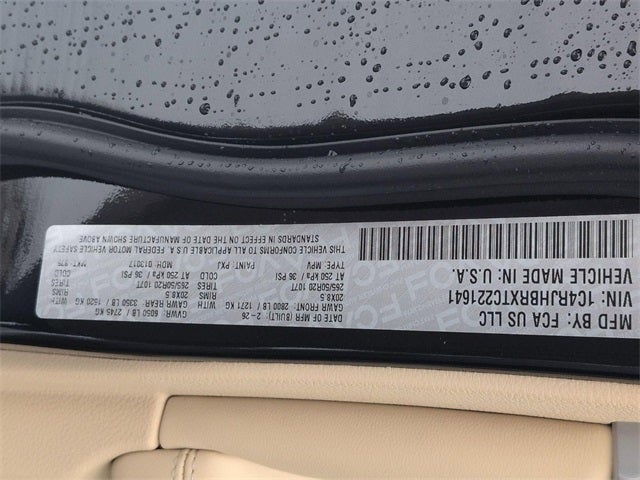 MFD BY: FCA US LLC
VIN: 1C4RJHBRXTC221641
VEHICLE MADE IN: U.S.A.
DATE OF MFR (BUILT): 2-26
GVWR: 6050 LB / 2745 KG
GAWR FRONT: 2800 LB / 1271 KG
GAWR REAR: 3350 LB / 1520 KG
20X8.5 RIMS
20X8.5 RIMS
265/50R20 107T TIRES
265/50R20 107T TIRES
AT 250 kPa / 36 PSI COLD
AT 250 kPa / 36 PSI COLD
TYPE: MPV
PAINT: PXJ
MDH: 013017
THIS VEHICLE CONFORMS TO ALL APPLICABLE U.S.A. FEDERAL MOTOR VEHICLE SAFETY
STANDARDS IN EFFECT ON THE DATE OF MANUFACTURE SHOWN ABOVE